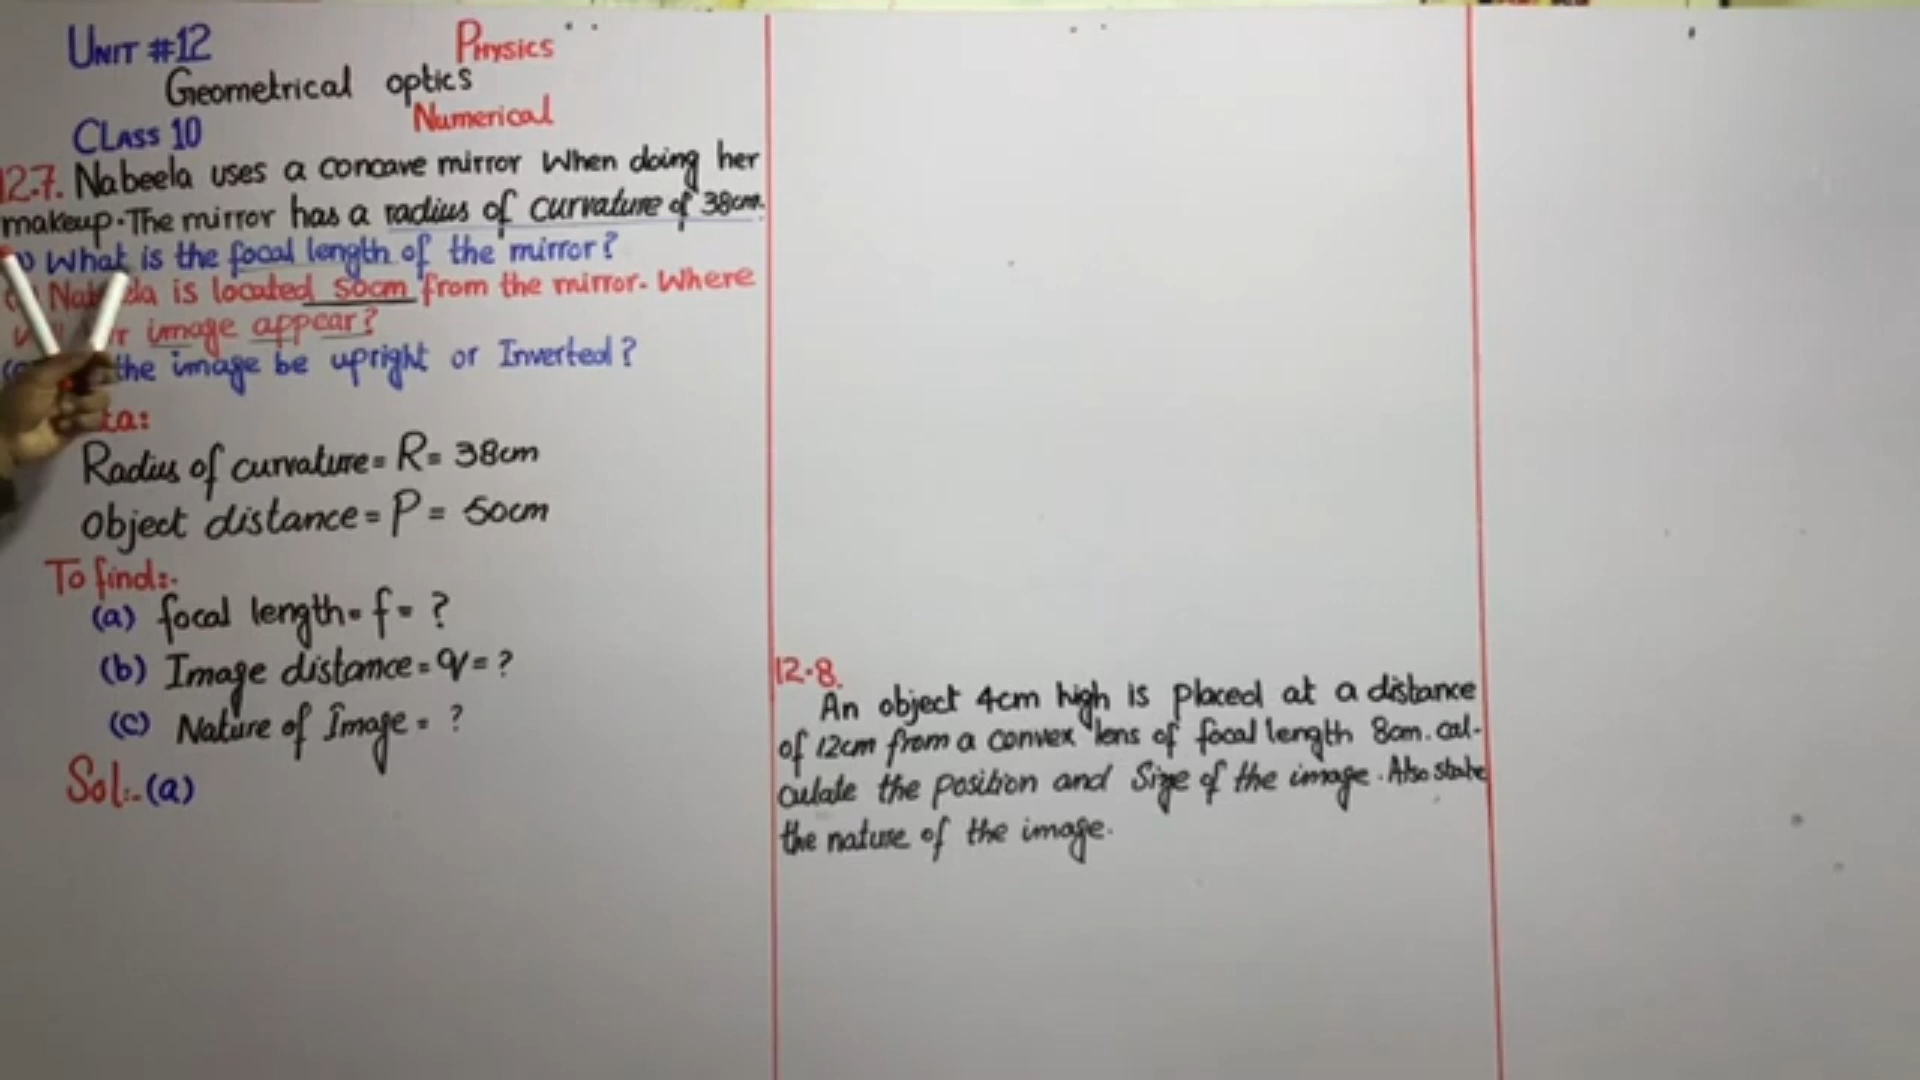 UNIT #12
Physics
Geometrical optics
Numerical
CLASS 10
12.7. Nabeela uses a concave mirror When doing her
makeup. The mirror has a radius of curvature of 38cm.
What is the focal length of the mirror?
is located 50cm from the mirror. Where
image appear?
the image be upright or Inverted?
Radius of curvature = R = 38cm
Object distance = P = 50cm
To find:-
(a) focal length = f = ?
(b) Image distance = q = ?
(c) Nature of Image = ?
Sol:-(a)
12.8.
An object 4cm high is placed at a distance
of 12cm from a convex lens of focal length 8cm. cal-
culate the position and Size of the image. Also state
the nature of the image.